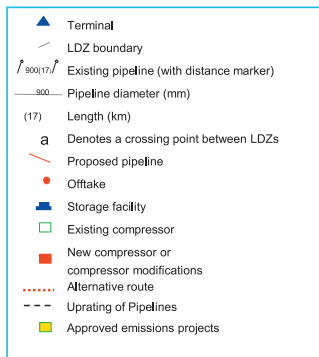 Terminal
LDZ boundary
900(17) Existing pipeline (with distance marker)
900 Pipeline diameter (mm)
(17) Length (km)
a Denotes a crossing point between LDZs
Proposed pipeline
Offtake
Storage facility
Existing compressor
New compressor or
compressor modifications
Alternative route
Uprating of Pipelines
Approved emissions projects